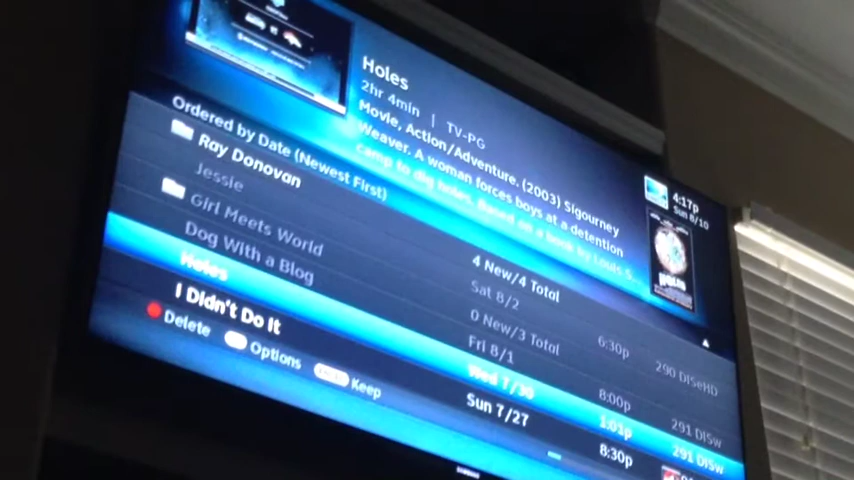 Holes
2hr 4min | TV-PG
Movie, Action/Adventure. (2003) Sigourney
Weaver. A woman forces boys at a detention
camp to dig holes. Based on a book by Louis S...
4:17p
Sun 8/10
Ordered by Date (Newest First)
Ray Donovan 4 New/4 Total
Jessie Sat 8/2 6:30p 290 DISeHD
Girl Meets World 0 New/3 Total
Dog With a Blog Fri 8/1 8:00p 291 DISw
Holes Wed 7/30 1:01p 291 DISw
I Didn't Do It Sun 7/27 8:30p
Delete Options Keep